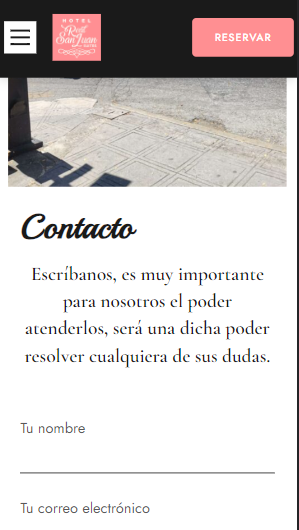 HOTEL
Real
San Juan
RESERVAR
Contacto
Escríbanos, es muy importante
para nosotros el poder
atenderlos, será una dicha poder
resolver cualquiera de sus dudas.
Tu nombre
Tu correo electrónico